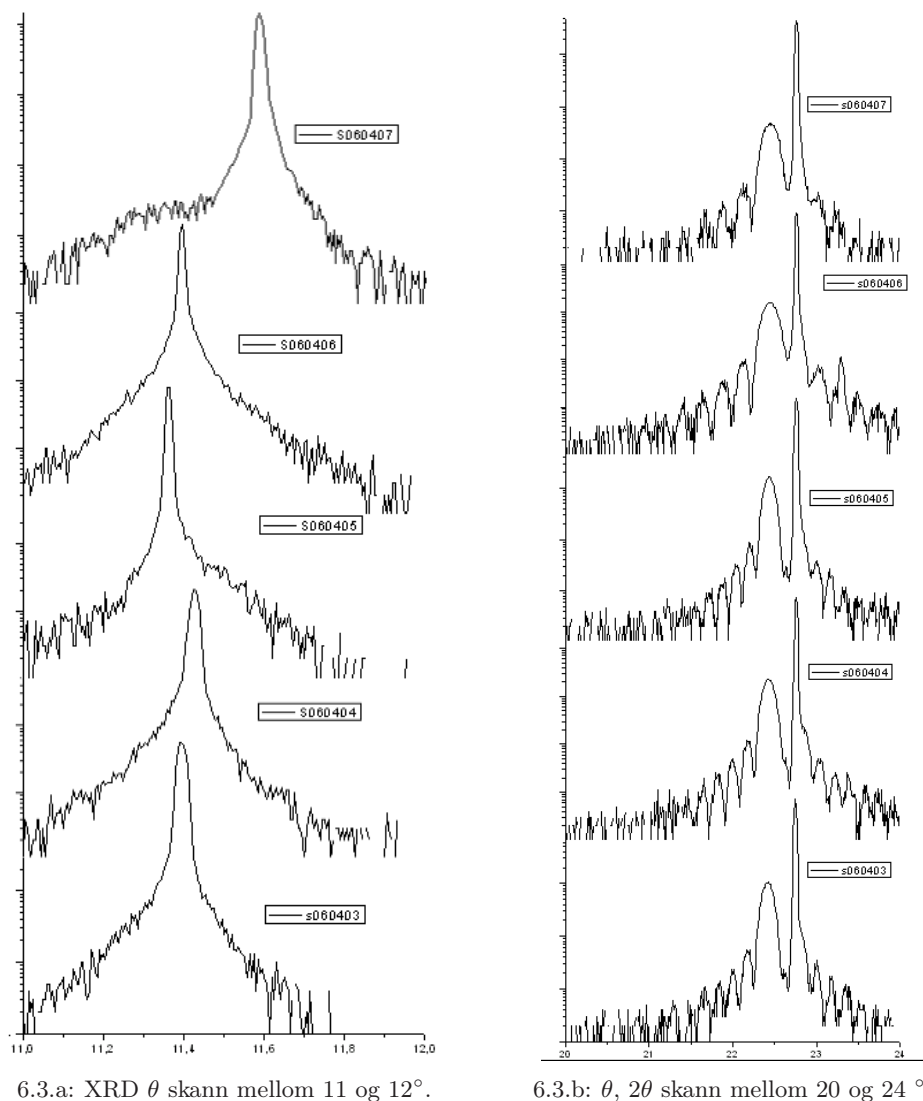 S060407
S060406
S060405
S060404
s060403
11,0 11,2 11,4 11,6 11,8 12,0
6.3.a: XRD θ skann mellom 11 og 12°.
s060407
s060406
s060405
s060404
s060403
20 21 22 23 24
6.3.b: θ, 2θ skann mellom 20 og 24 °